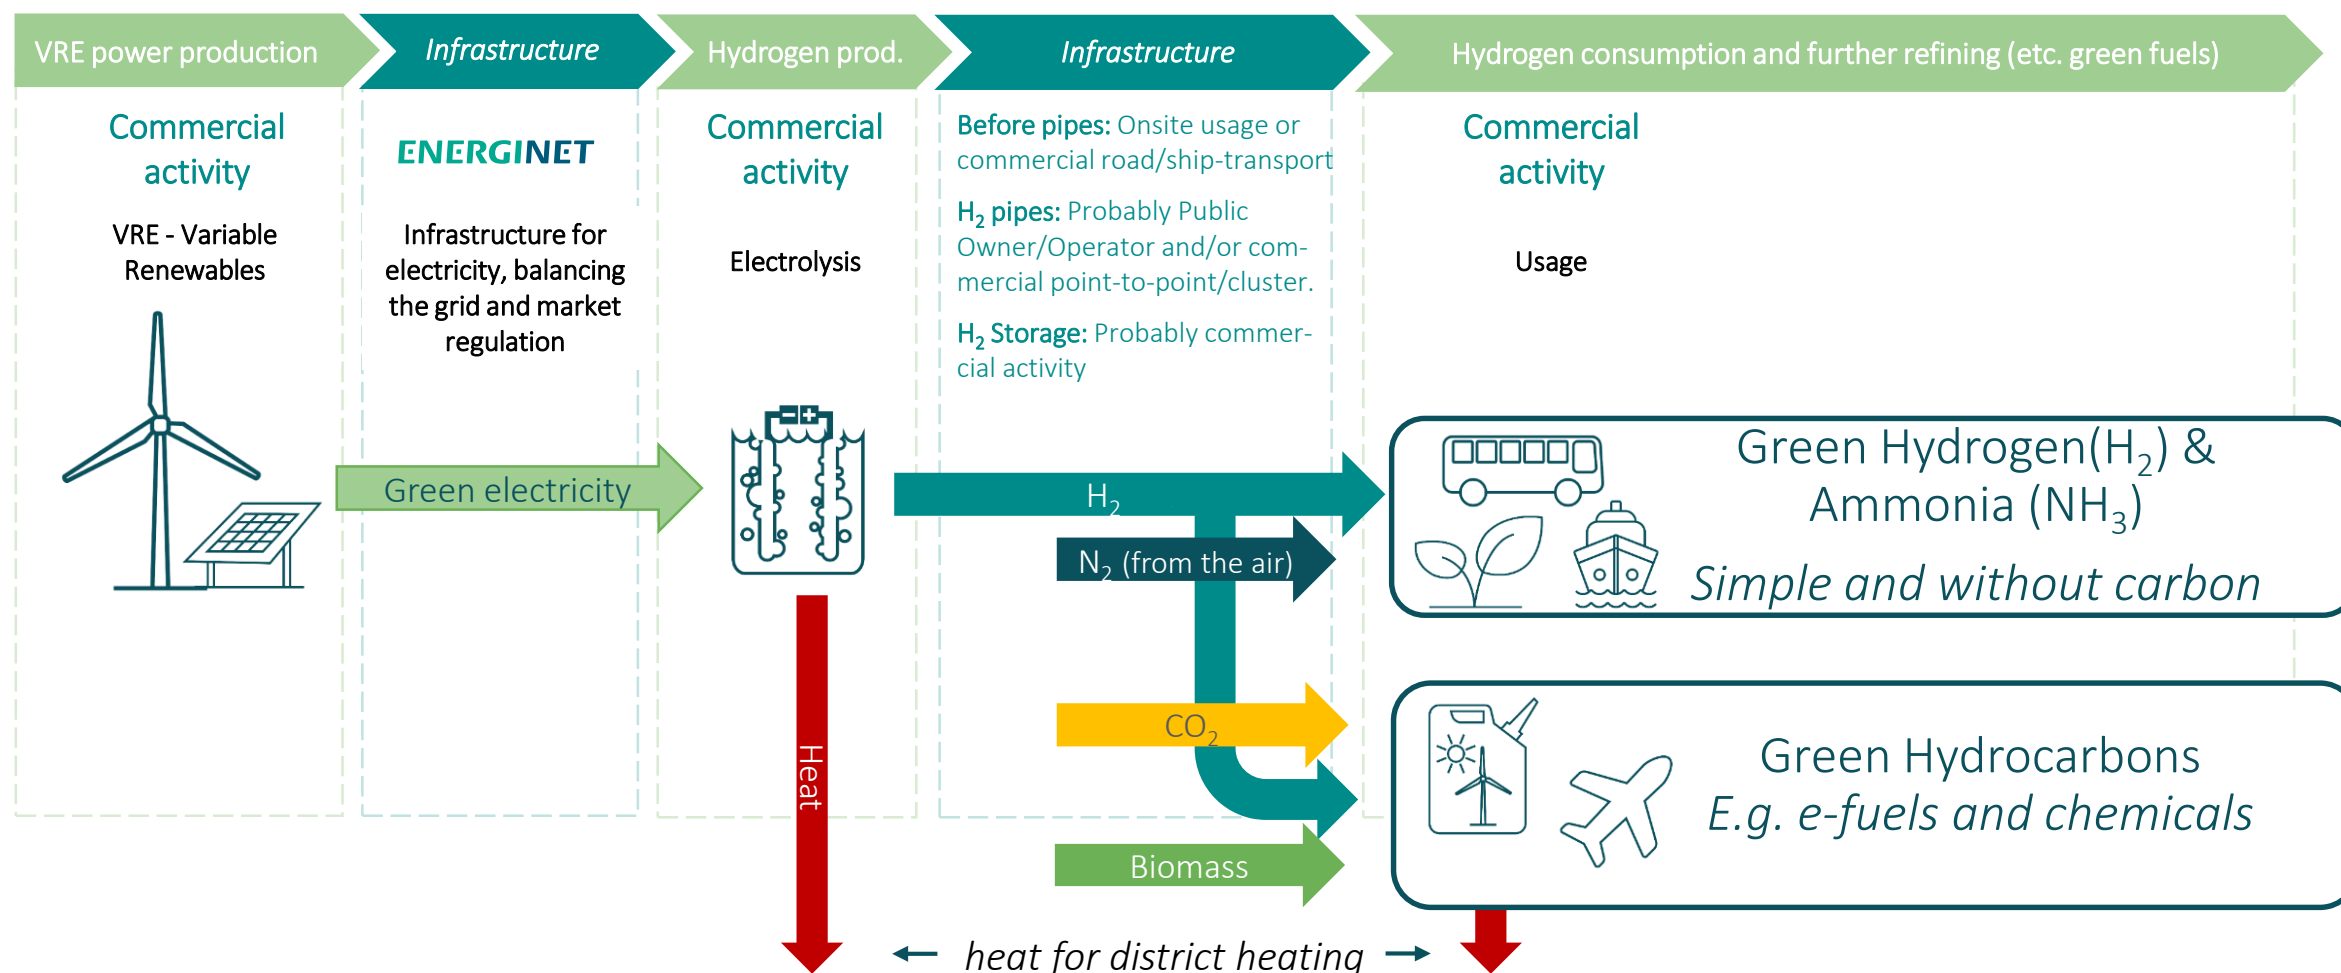 VRE power production
Infrastructure
Hydrogen prod.
Infrastructure
Hydrogen consumption and further refining (etc. green fuels)
Commercial
activity
VRE - Variable
Renewables
ENERGINET
Infrastructure for
electricity, balancing
the grid and market
regulation
Commercial
activity
Electrolysis
Before pipes: Onsite usage or
commercial road/ship-transport
H₂ pipes: Probably Public
Owner/Operator and/or com-
mercial point-to-point/cluster.
H₂ Storage: Probably commer-
cial activity
Commercial
activity
Usage
Green electricity
H₂
N₂ (from the air)
CO₂
Biomass
Heat
Green Hydrogen(H₂) &
Ammonia (NH₃)
Simple and without carbon
Green Hydrocarbons
E.g. e-fuels and chemicals
heat for district heating